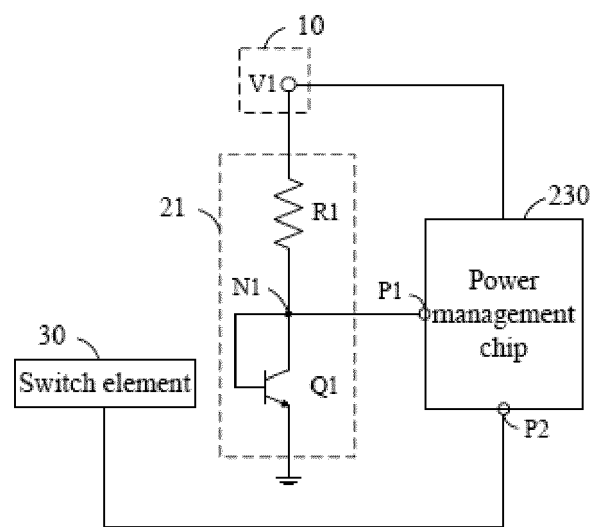 10
V1
21
R1
230
N1
P1
Power
management
chip
30
Switch element
Q1
P2